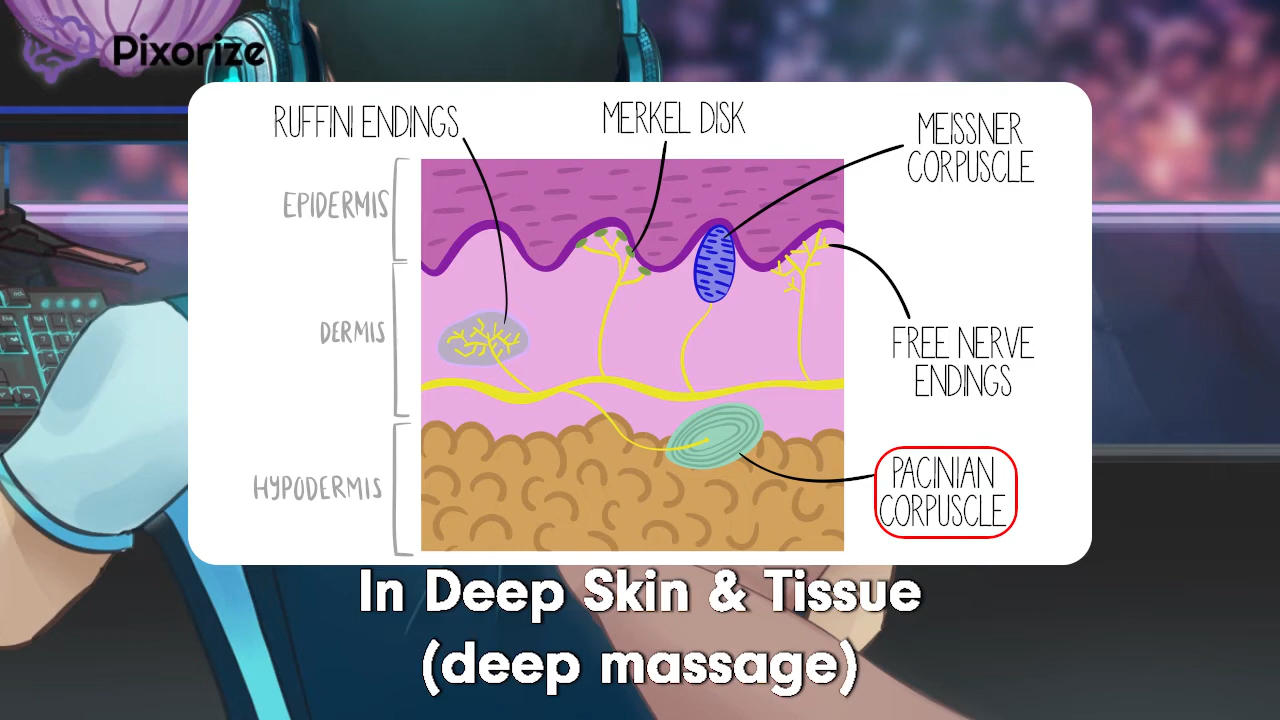 Pixorize
RUFFINI ENDINGS
MERKEL DISK
MEISSNER
CORPUSCLE
EPIDERMIS
DERMIS
HYPODERMIS
FREE NERVE
ENDINGS
PACINIAN
CORPUSCLE
In Deep Skin & Tissue
(deep massage)